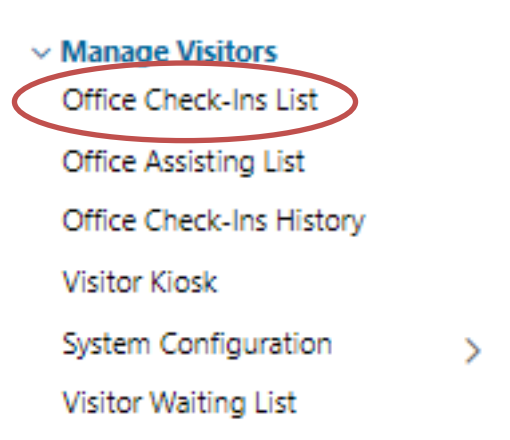 Manage Visitors
Office Check-Ins List
Office Assisting List
Office Check-Ins History
Visitor Kiosk
System Configuration
Visitor Waiting List